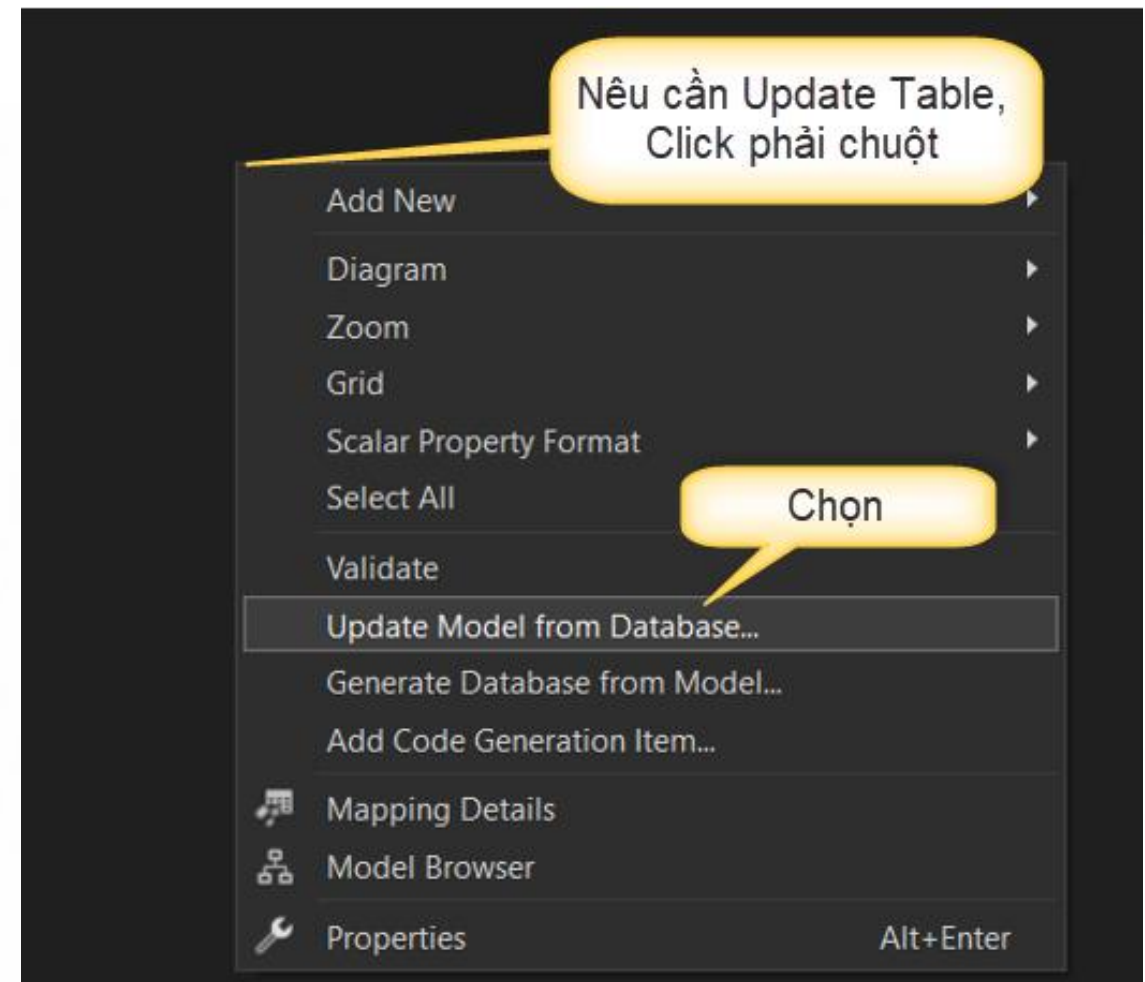 Nêu cần Update Table,
Click phải chuột
Add New
Diagram
Zoom
Grid
Scalar Property Format
Select All
Chọn
Validate
Update Model from Database...
Generate Database from Model...
Add Code Generation Item...
Mapping Details
Model Browser
Properties Alt+Enter